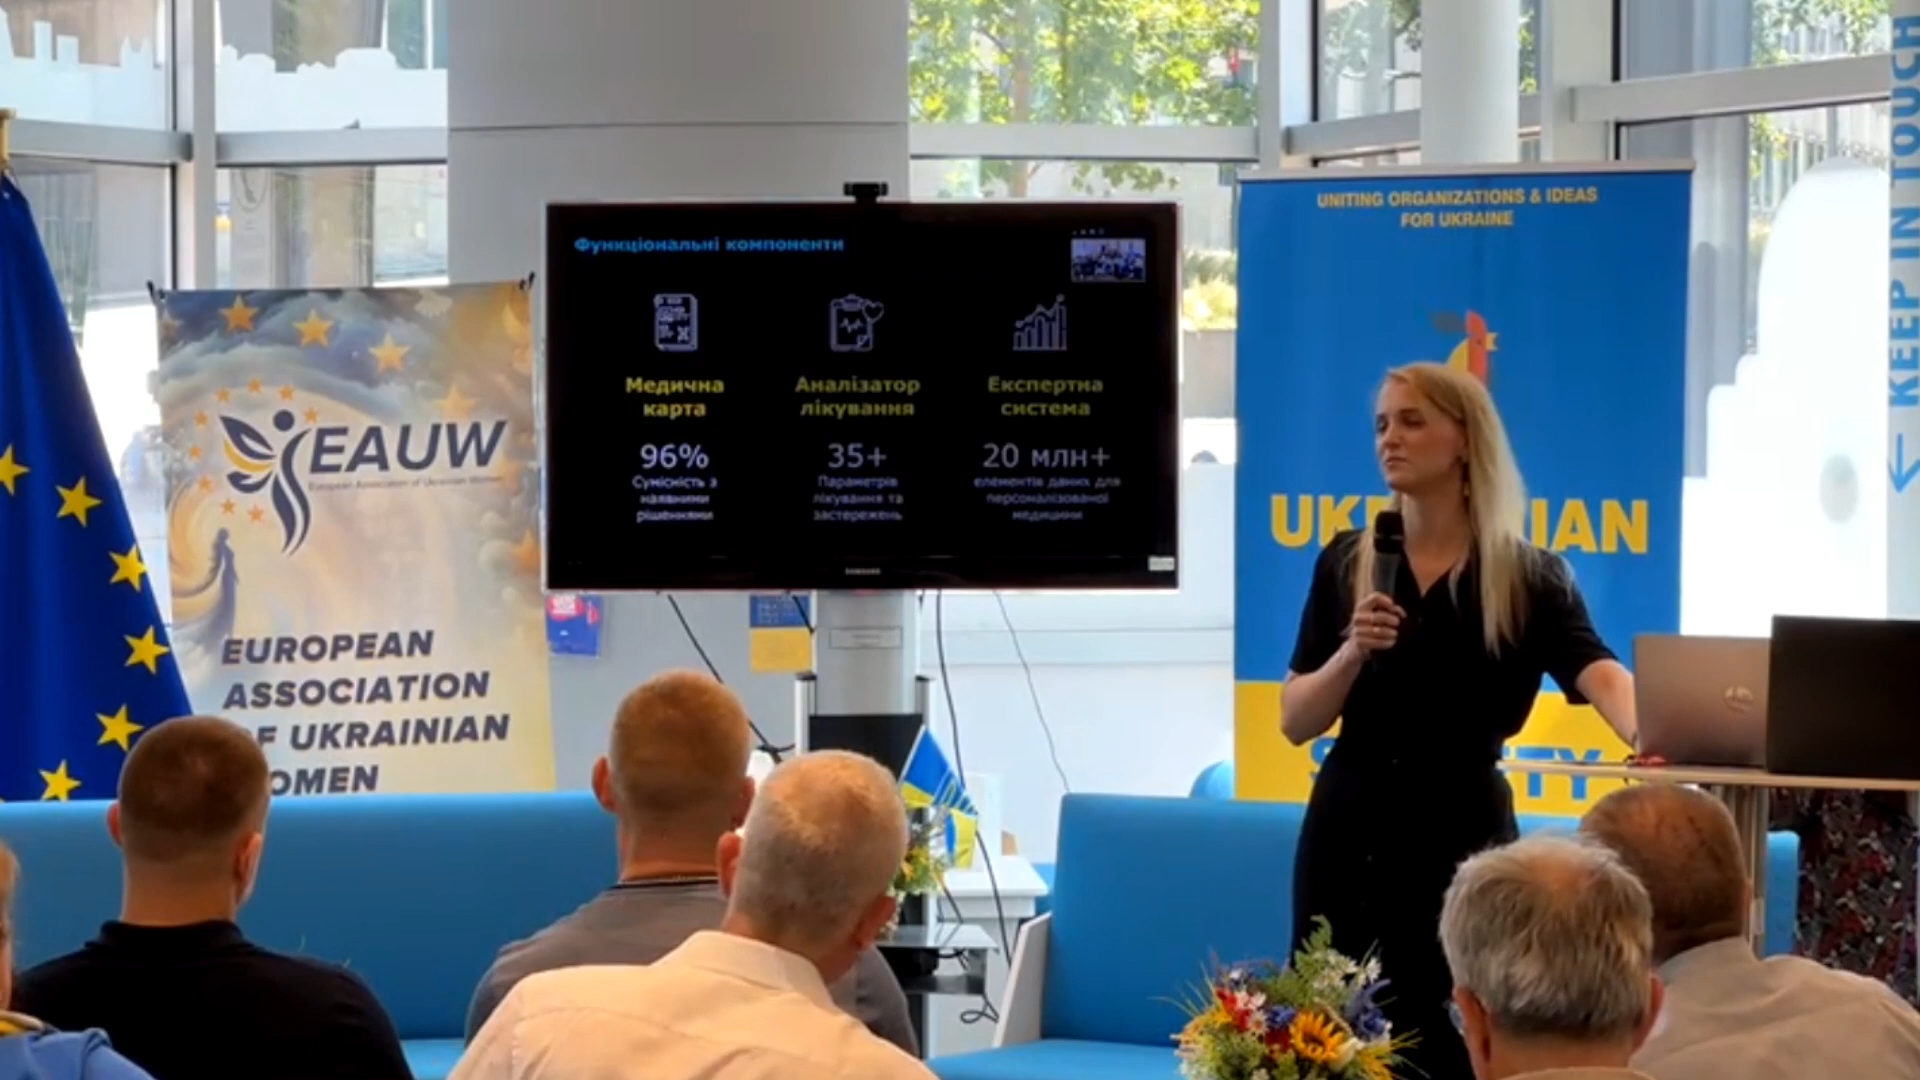 UNITING ORGANIZATIONS & IDEAS
FOR UKRAINE
KEEP IN TOUCH
Функціональні компоненти
Медична
карта
96%
Сумісність з
наявними
рішеннями
Аналізатор
лікування
35+
Параметрів
лікування та
застережень
Експертна
система
20 млн+
елементів даних для
персоналізованої
медицини
SAMSUNG
EAUW
European Association of Ukrainian Women
EUROPEAN
ASSOCIATION
OF UKRAINIAN
OMEN